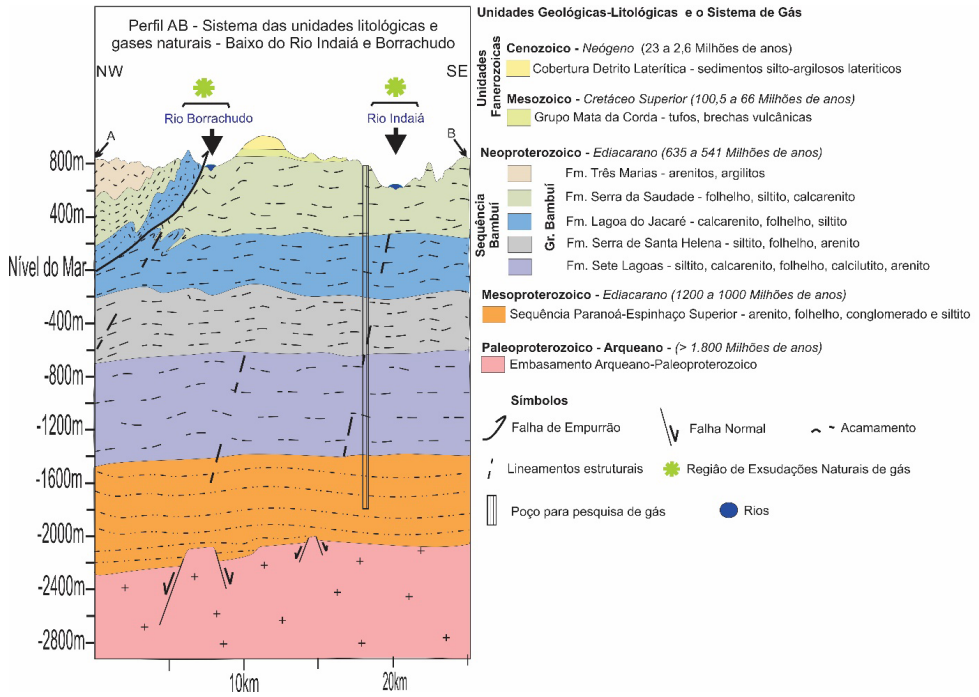 Perfil AB - Sistema das unidades litológicas e
gases naturais - Baixo do Rio Indaiá e Borrachudo
NW
SE
Rio Borrachudo
Rio Indaiá
A
B
800m
400m
Nível do Mar
-400m
-800m
-1200m
-1600m
-2000m
-2400m
-2800m
10km
20km
Unidades Geológicas-Litológicas e o Sistema de Gás
Unidades
Fanerozoicas
Cenozoico - Neógeno (23 a 2,6 Milhões de anos)
Cobertura Detrito Laterítica - sedimentos silto-argilosos lateriticos
Mesozoico - Cretáceo Superior (100,5 a 66 Milhões de anos)
Grupo Mata da Corda - tufos, brechas vulcânicas
Neoproterozoico - Ediacarano (635 a 541 Milhões de anos)
Sequência
Bambuí
Gr. Bambuí
Fm. Três Marias - arenitos, argilitos
Fm. Serra da Saudade - folhelho, siltito, calcarenito
Fm. Lagoa do Jacaré - calcarenito, folhelho, siltito
Fm. Serra de Santa Helena - siltito, folhelho, arenito
Fm. Sete Lagoas - siltito, calcarenito, folhelho, calcilutito, arenito
Mesoproterozoico - Ediacarano (1200 a 1000 Milhões de anos)
Sequência Paranoá-Espinhaço Superior - arenito, folhelho, conglomerado e siltito
Paleoproterozoico - Arqueano - (> 1.800 Milhões de anos)
Embasamento Arqueano-Paleoproterozoico
Símbolos
Falha de Empurrão
Falha Normal
Acamamento
Lineamentos estruturais
Região de Exsudações Naturais de gás
Poço para pesquisa de gás
Rios